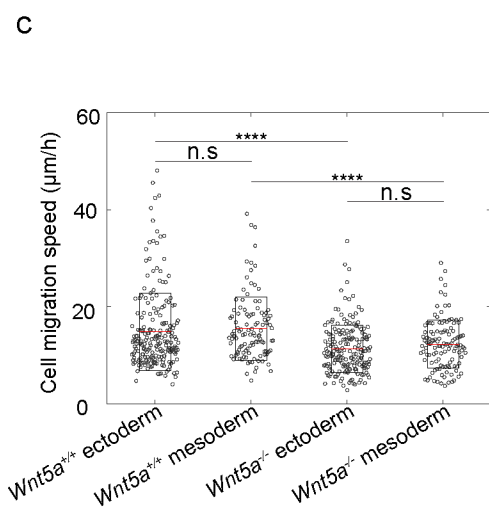 C
Cell migration speed (µm/h)
60
40
20
0
****
n.s
****
n.s
Wnt5a+/+ ectoderm
Wnt5a+/+ mesoderm
Wnt5a-/- ectoderm
Wnt5a-/- mesoderm